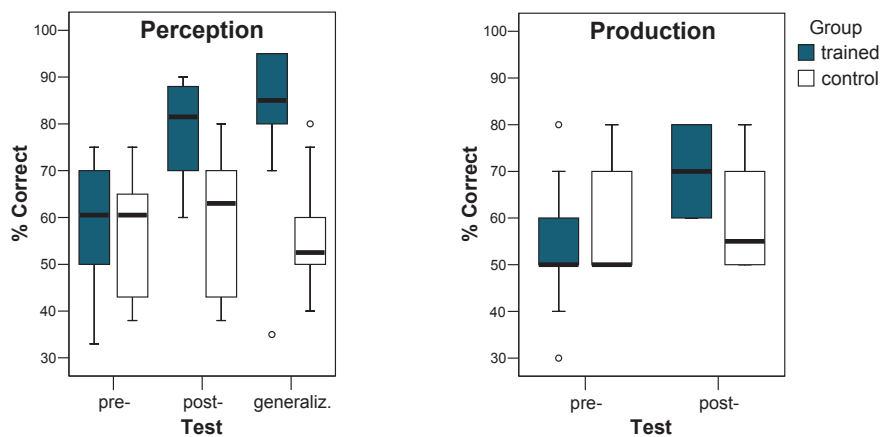 Perception
% Correct
100
90
80
70
60
50
40
30
pre-
post-
generaliz.
Test
Production
% Correct
100
90
80
70
60
50
40
30
pre-
post-
Test
Group
trained
control